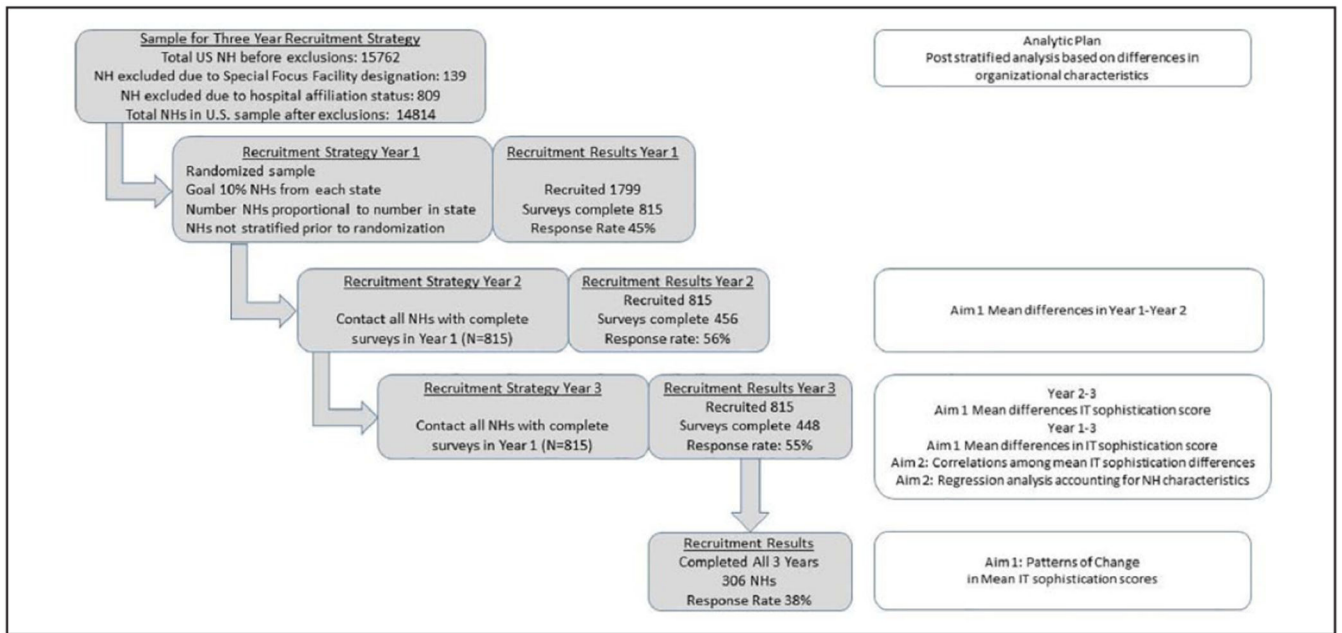 Sample for Three Year Recruitment Strategy
Total US NH before exclusions: 15762
NH excluded due to Special Focus Facility designation: 139
NH excluded due to hospital affiliation status: 809
Total NHs in U.S. sample after exclusions: 14814
Analytic Plan
Post stratified analysis based on differences in
organizational characteristics
Recruitment Strategy Year 1
Randomized sample
Goal 10% NHs from each state
Number NHs proportional to number in state
NHs not stratified prior to randomization
Recruitment Results Year 1
Recruited 1799
Surveys complete 815
Response Rate 45%
Recruitment Strategy Year 2
Contact all NHs with complete
surveys in Year 1 (N=815)
Recruitment Results Year 2
Recruited 815
Surveys complete 456
Response rate: 56%
Aim 1 Mean differences in Year 1-Year 2
Recruitment Strategy Year 3
Contact all NHs with complete
surveys in Year 1 (N=815)
Recruitment Results Year 3
Recruited 815
Surveys complete 448
Response rate: 55%
Year 2-3
Aim 1 Mean differences IT sophistication score
Year 1-3
Aim 1 Mean differences in IT sophistication score
Aim 2: Correlations among mean IT sophistication differences
Aim 2: Regression analysis accounting for NH characteristics
Recruitment Results
Completed All 3 Years
306 NHs
Response Rate 38%
Aim 1: Patterns of Change
in Mean IT sophistication scores